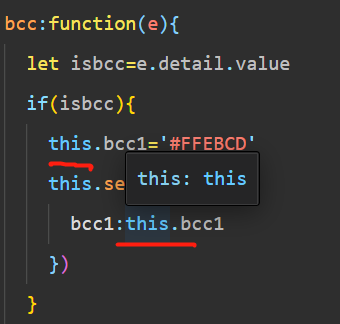 bcc:function(e){
let isbcc=e.detail.value
if(isbcc){
this.bcc1='#FFEBCD'
this: this
this.se
bcc1:this.bcc1
})
}